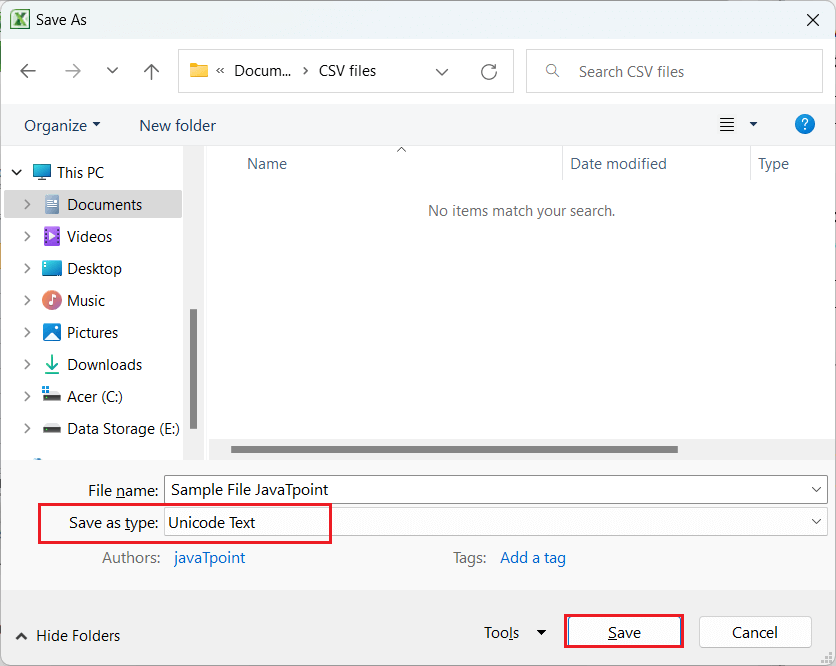 Save As
« Docum... > CSV files
Search CSV files
Organize
New folder
?
Name
Date modified
Type
No items match your search.
This PC
Documents
Videos
Desktop
Music
Pictures
Downloads
Acer (C:)
Data Storage (E:)
File name: Sample File JavaTpoint
Save as type: Unicode Text
Authors: javaTpoint
Tags: Add a tag
Hide Folders
Tools
Save
Cancel